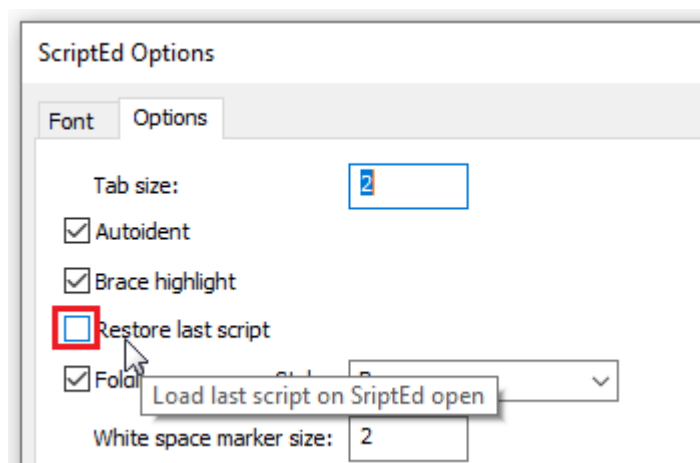 ScriptEd Options
Font Options
Tab size: 2
Autoident
Brace highlight
Restore last script
Load last script on SriptEd open
White space marker size: 2